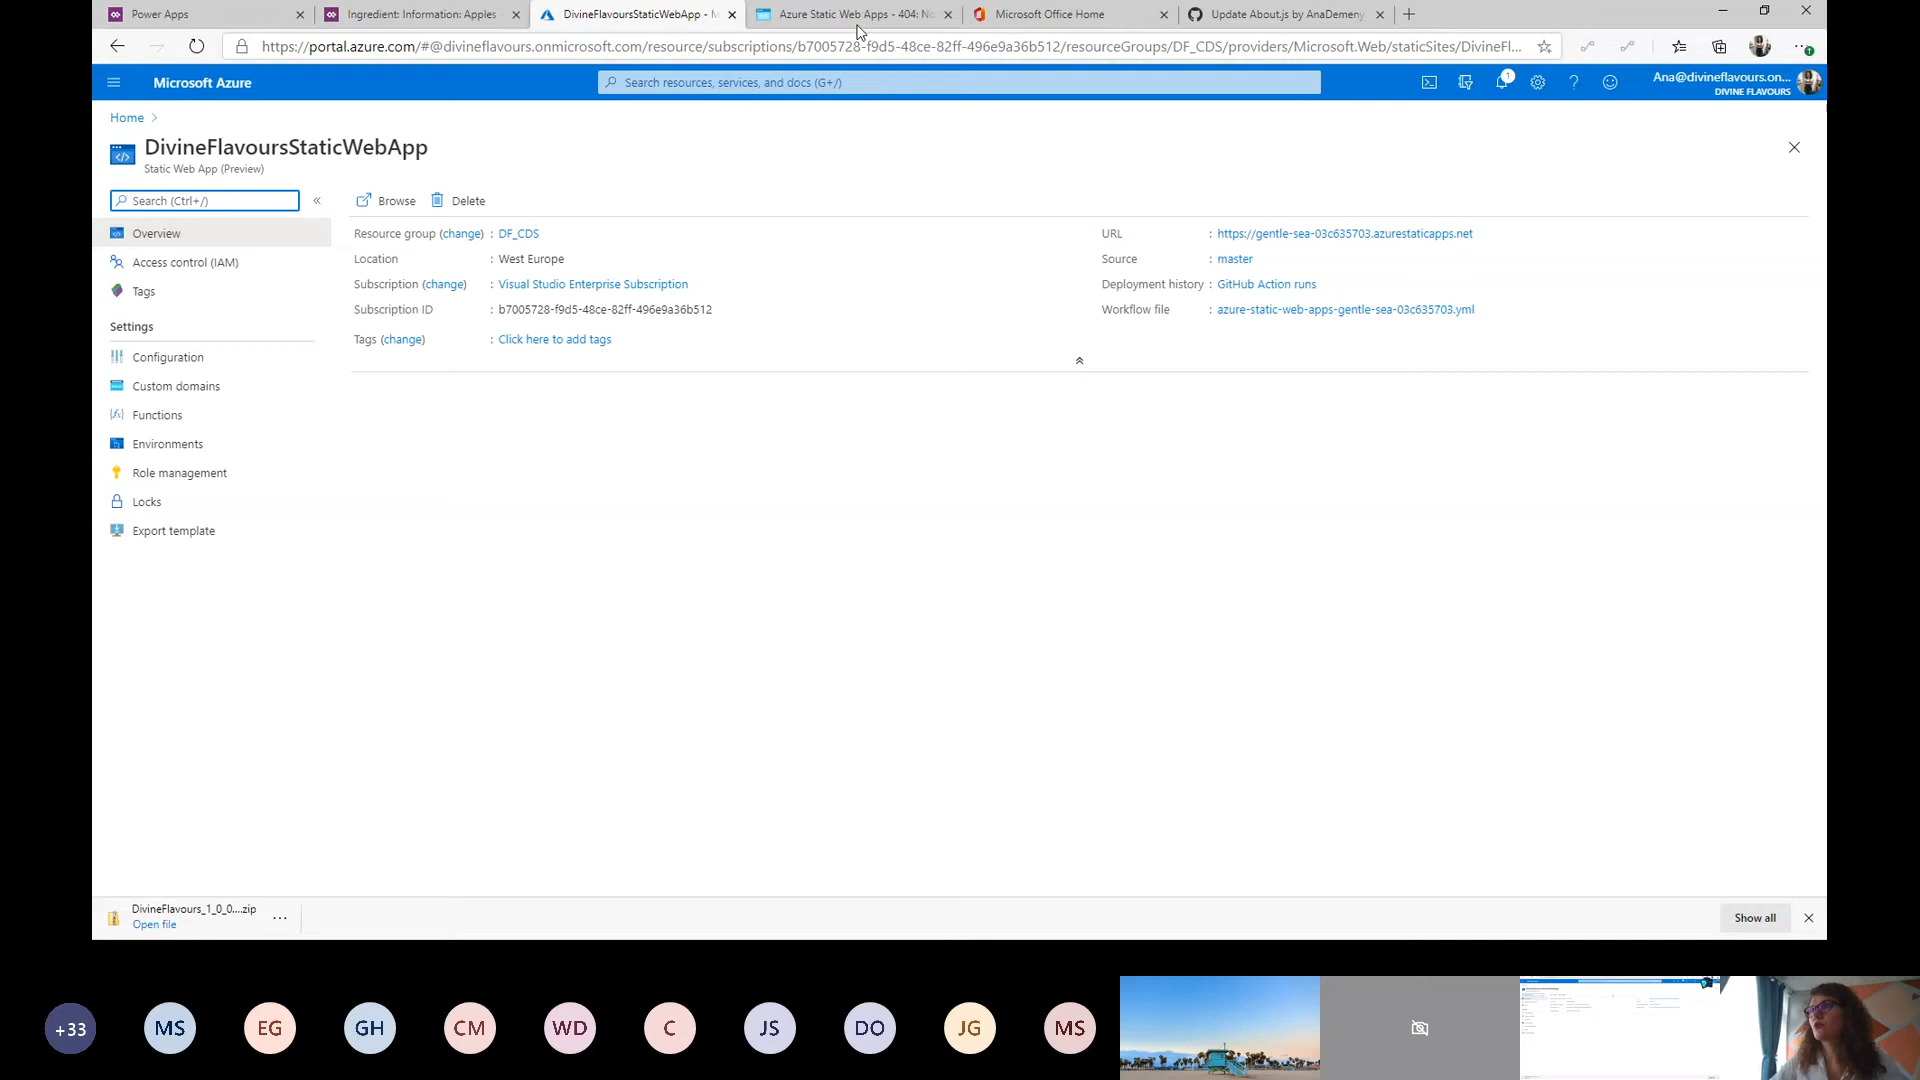 Power Apps
Ingredient: Information: Apples
DivineFlavoursStaticWebApp - M
Azure Static Web Apps - 404: No
Microsoft Office Home
Update About.js by AnaDemeny
https://portal.azure.com/#@divineflavours.onmicrosoft.com/resource/subscriptions/b7005728-f9d5-48ce-82ff-496e9a36b512/resourceGroups/DF_CDS/providers/Microsoft.Web/staticSites/DivineFl...
Microsoft Azure
Search resources, services, and docs (G+/)
1
Ana@divineflavours.on...
DIVINE FLAVOURS
Home
DivineFlavoursStaticWebApp
Static Web App (Preview)
Search (Ctrl+/)
Browse
Delete
Overview
Access control (IAM)
Tags
Settings
Configuration
Custom domains
Functions
Environments
Role management
Locks
Export template
Resource group (change) : DF_CDS
Location : West Europe
Subscription (change) : Visual Studio Enterprise Subscription
Subscription ID : b7005728-f9d5-48ce-82ff-496e9a36b512
Tags (change) : Click here to add tags
URL : https://gentle-sea-03c635703.azurestaticapps.net
Source : master
Deployment history : GitHub Action runs
Workflow file : azure-static-web-apps-gentle-sea-03c635703.yml
DivineFlavours_1_0_0....zip
Open file
Show all
+33
MS
EG
GH
CM
WD
C
JS
DO
JG
MS